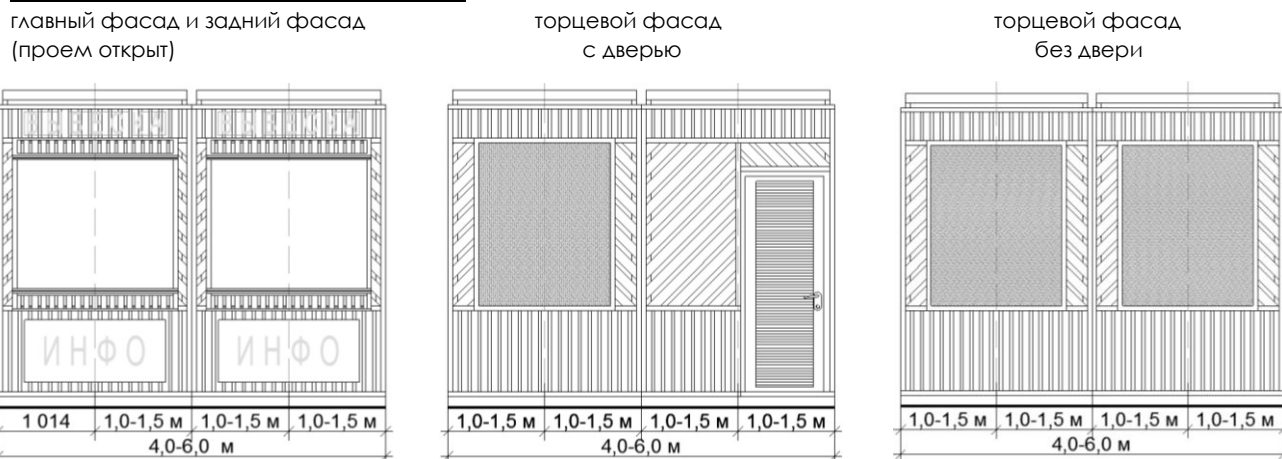 главный фасад и задний фасад
(проем открыт)
торцевой фасад
с дверью
торцевой фасад
без двери
ВЫВЕСКИ ВЫВЕСКИ
ИНФО ИНФО
1 014 1,0-1,5 м 1,0-1,5 м 1,0-1,5 м
4,0-6,0 м
1,0-1,5 м 1,0-1,5 м 1,0-1,5 м 1,0-1,5 м
4,0-6,0 м
1,0-1,5 м 1,0-1,5 м 1,0-1,5 м 1,0-1,5 м
4,0-6,0 м